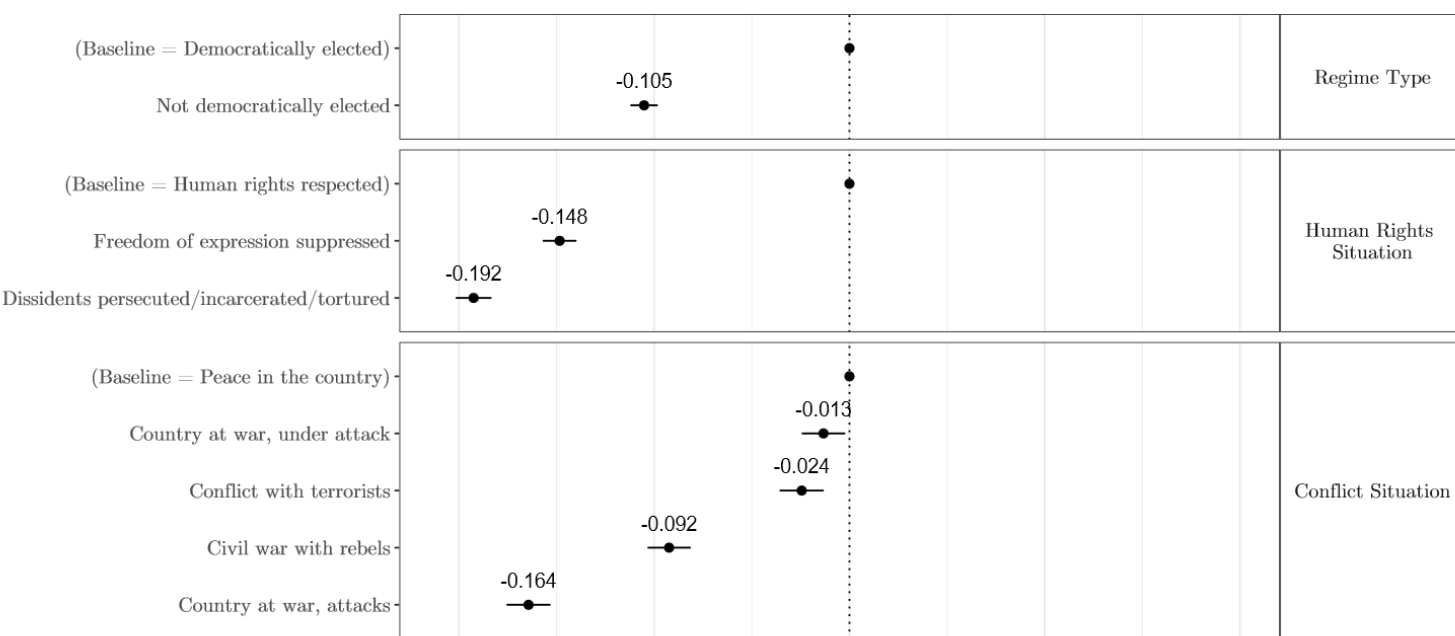 (Baseline = Democratically elected)
-0.105
Not democratically elected
Regime Type
(Baseline = Human rights respected)
-0.148
Freedom of expression suppressed
-0.192
Dissidents persecuted/incarcerated/tortured
Human Rights
Situation
(Baseline = Peace in the country)
-0.013
Country at war, under attack
-0.024
Conflict with terrorists
-0.092
Civil war with rebels
-0.164
Country at war, attacks
Conflict Situation